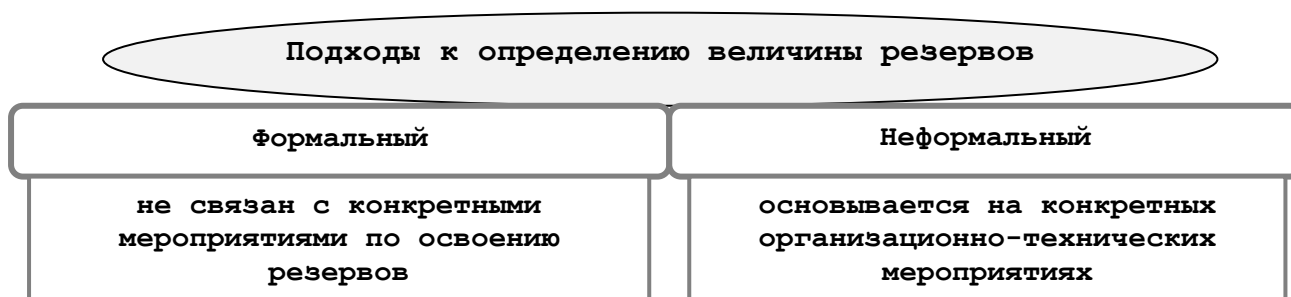 Подходы к определению величины резервов
Формальный
Неформальный
не связан с конкретными
мероприятиями по освоению
резервов
основывается на конкретных
организационно-технических
мероприятиях